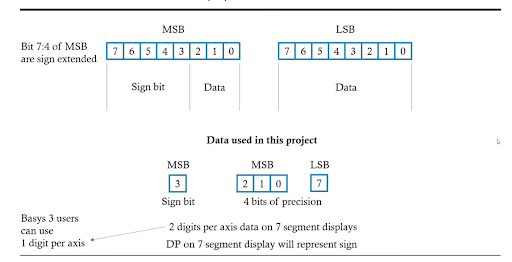 MSB LSB
Bit 7:4 of MSB
are sign extended
7 6 5 4 3 2 1 0 7 6 5 4 3 2 1 0
Sign bit Data Data
Data used in this project
MSB MSB LSB
3 2 1 0 7
Sign bit 4 bits of precision
Basys 3 users
can use
1 digit per axis
2 digits per axis data on 7 segment displays
DP on 7 segment display will represent sign